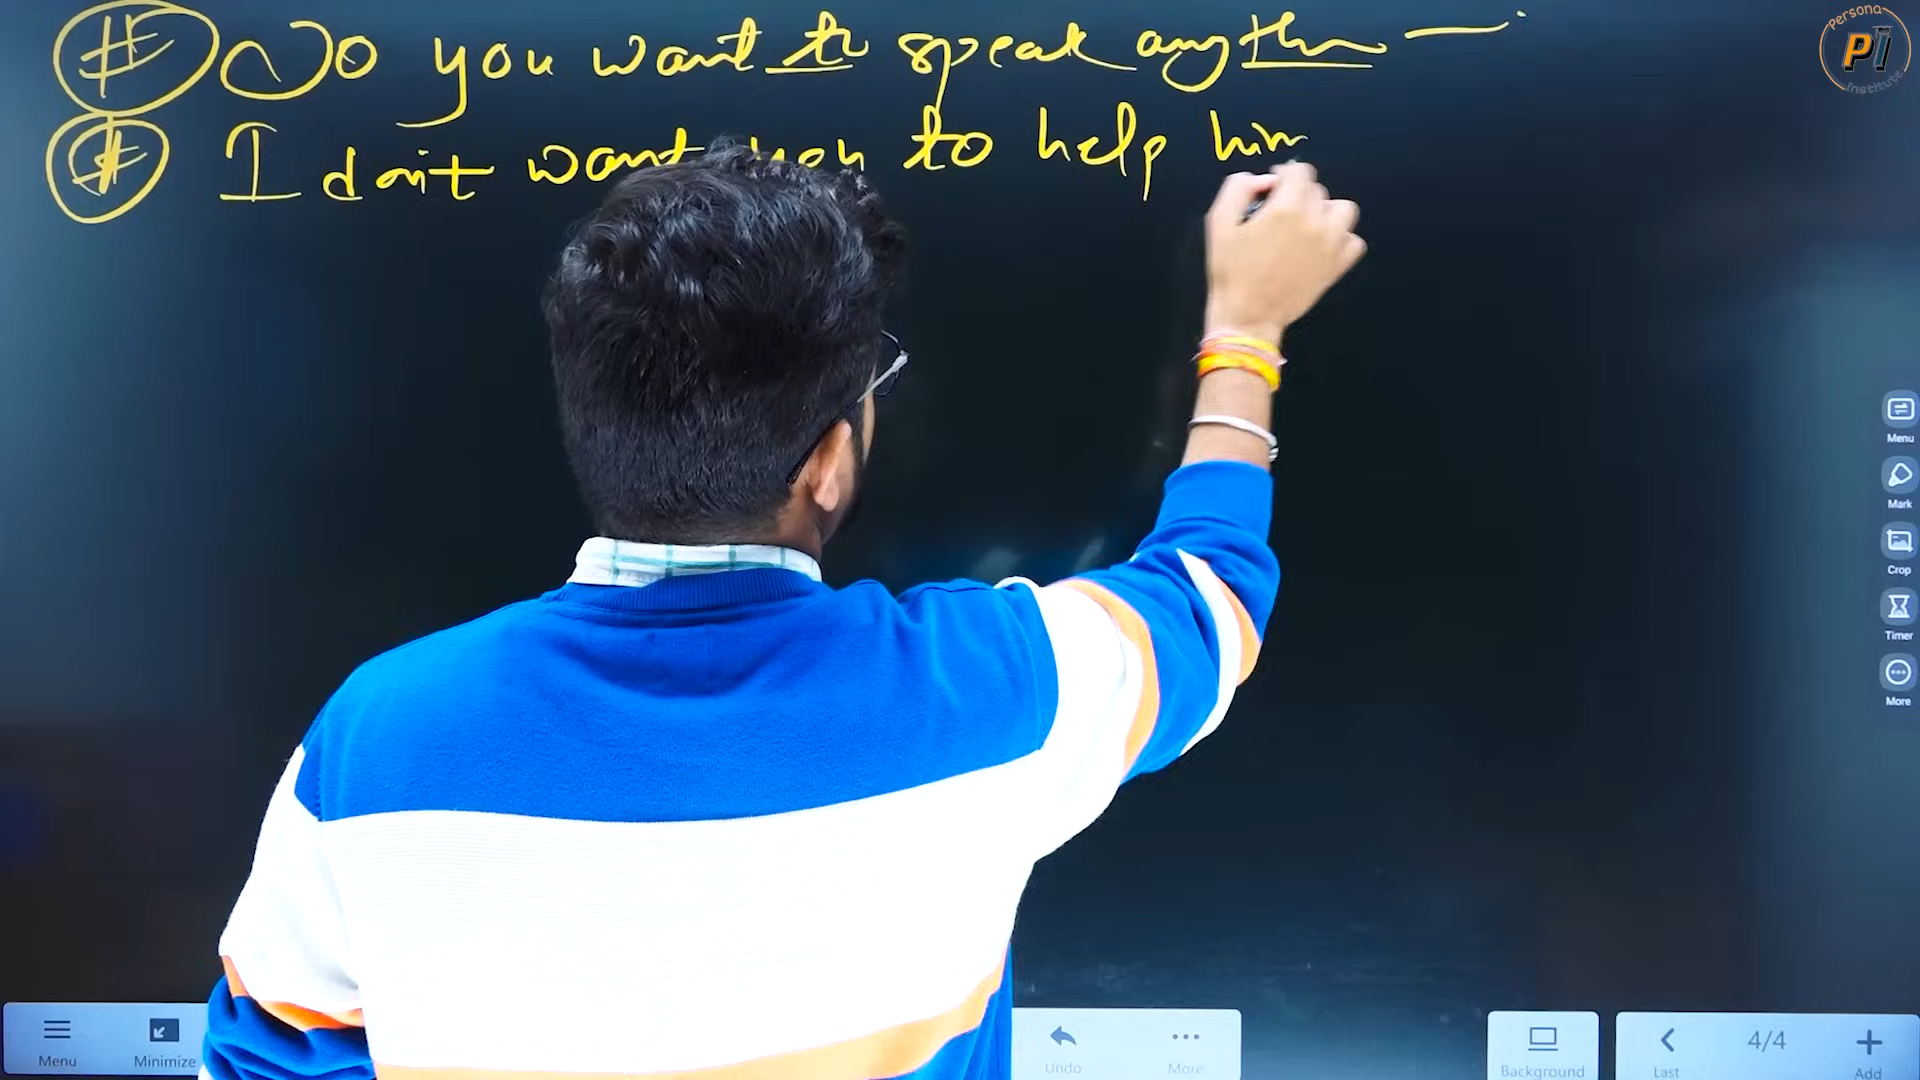 # Do you want to speak anyth —
# I don't want you to help him
Persona
PI
Institute
Menu
Mark
Crop
Timer
More
Menu
Minimize
Undo
More
Background
4/4
Last
Add